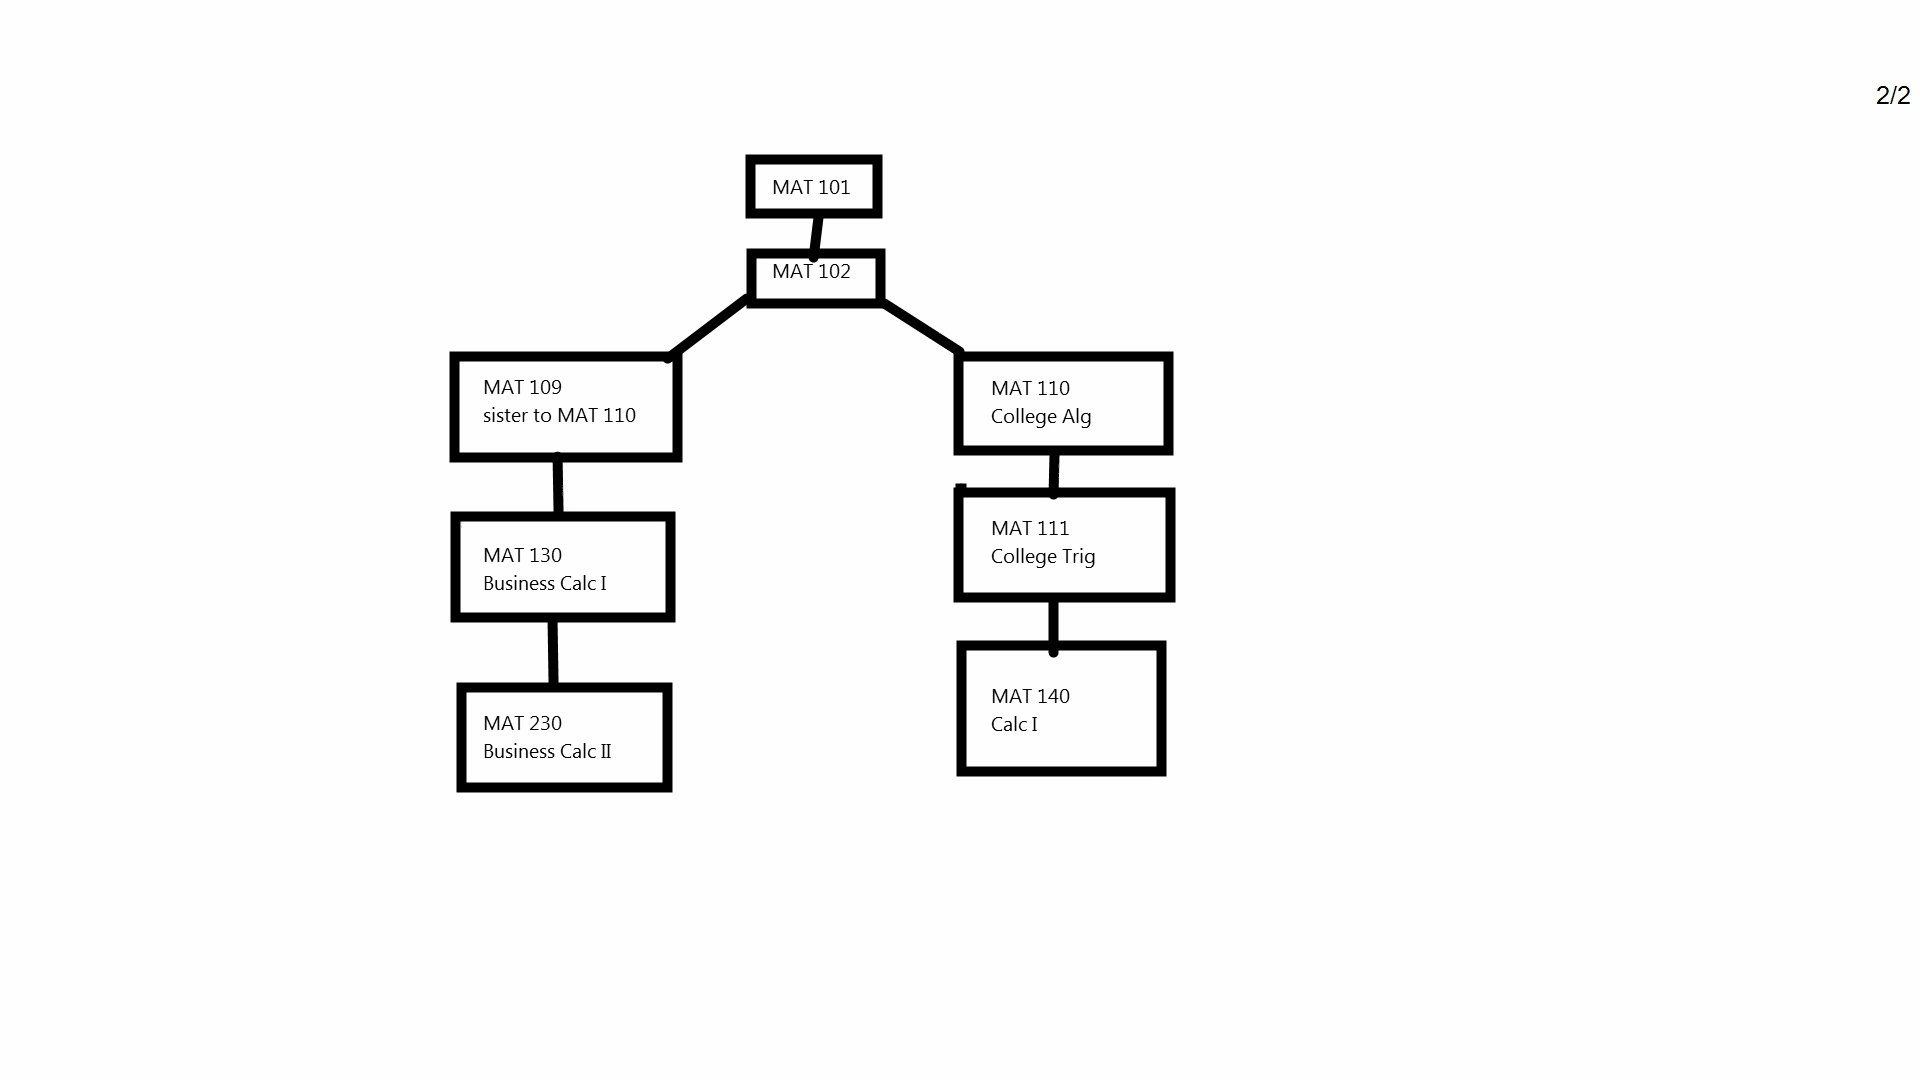 2/2
MAT 101
MAT 102
MAT 109
sister to MAT 110
MAT 110
College Alg
MAT 130
Business Calc I
MAT 111
College Trig
MAT 230
Business Calc II
MAT 140
Calc I